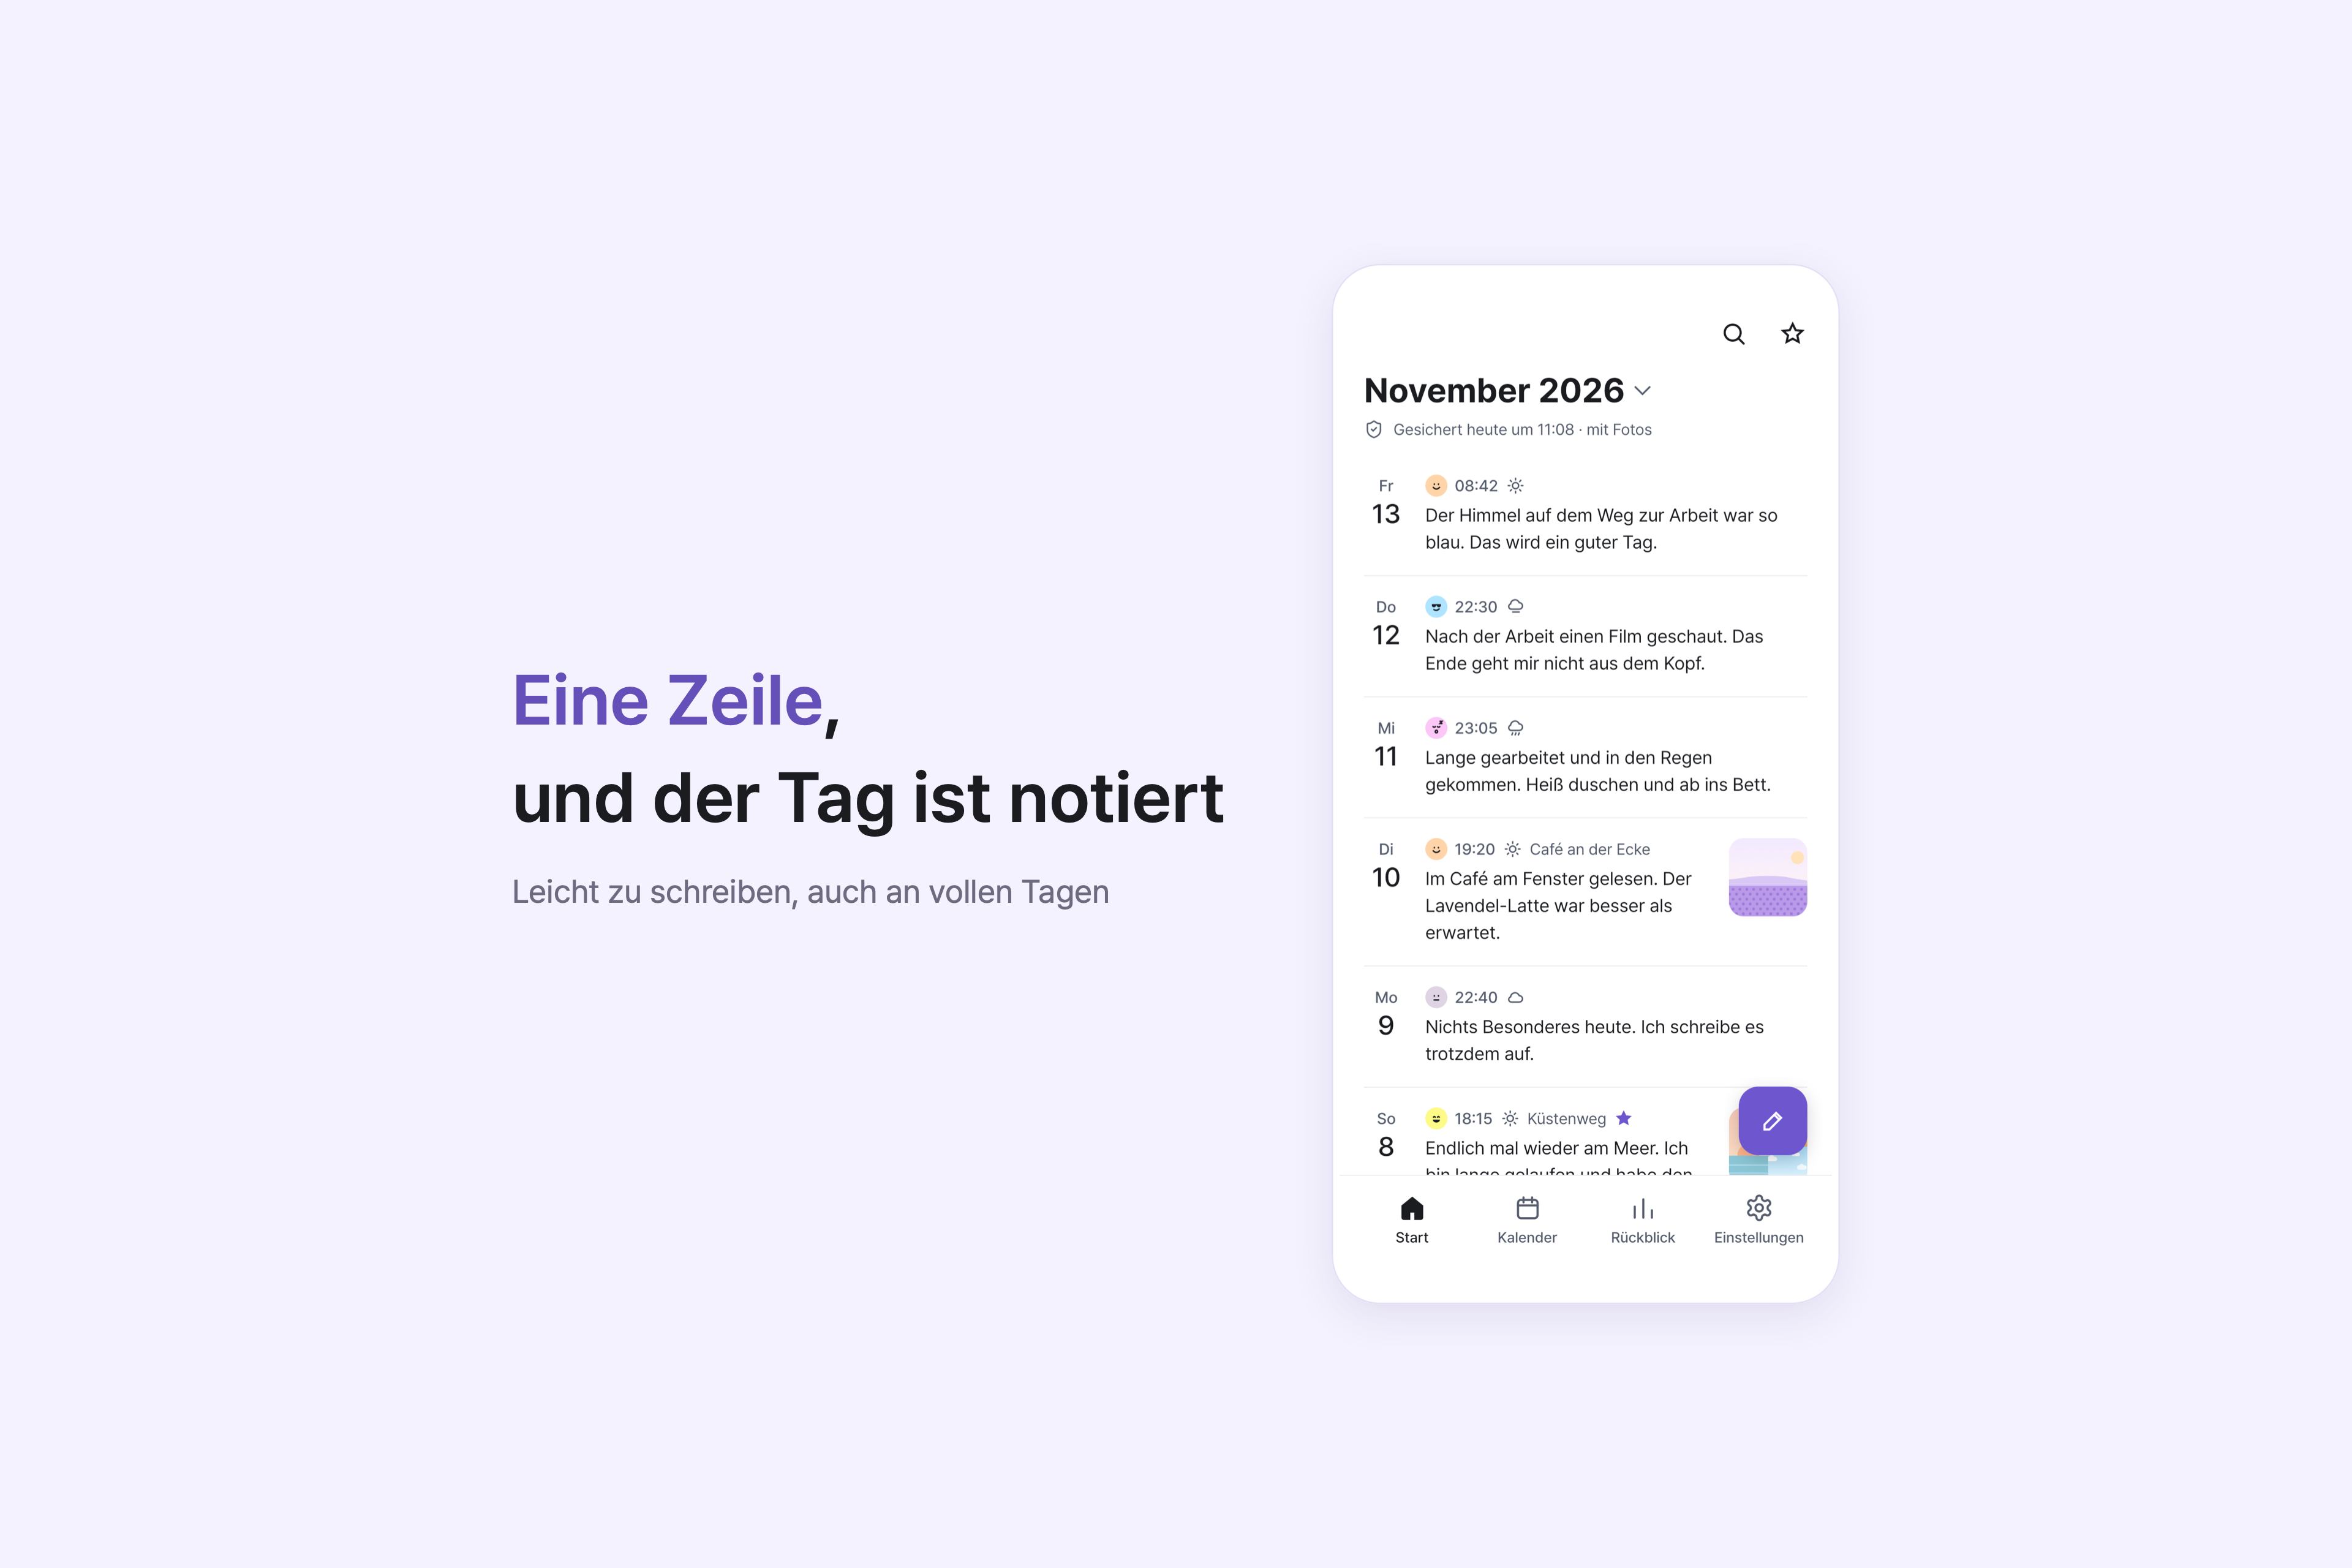 Eine Zeile,
und der Tag ist notiert
Leicht zu schreiben, auch an vollen Tagen
November 2026
Gesichert heute um 11:08 · mit Fotos
Fr
13
08:42
Der Himmel auf dem Weg zur Arbeit war so
blau. Das wird ein guter Tag.
Do
12
22:30
Nach der Arbeit einen Film geschaut. Das
Ende geht mir nicht aus dem Kopf.
Mi
11
23:05
Lange gearbeitet und in den Regen
gekommen. Heiß duschen und ab ins Bett.
Di
10
19:20 Café an der Ecke
Im Café am Fenster gelesen. Der
Lavendel-Latte war besser als
erwartet.
Mo
9
22:40
Nichts Besonderes heute. Ich schreibe es
trotzdem auf.
So
8
18:15 Küstenweg
Endlich mal wieder am Meer. Ich
bin lange gelaufen und habe den
Start
Kalender
Rückblick
Einstellungen